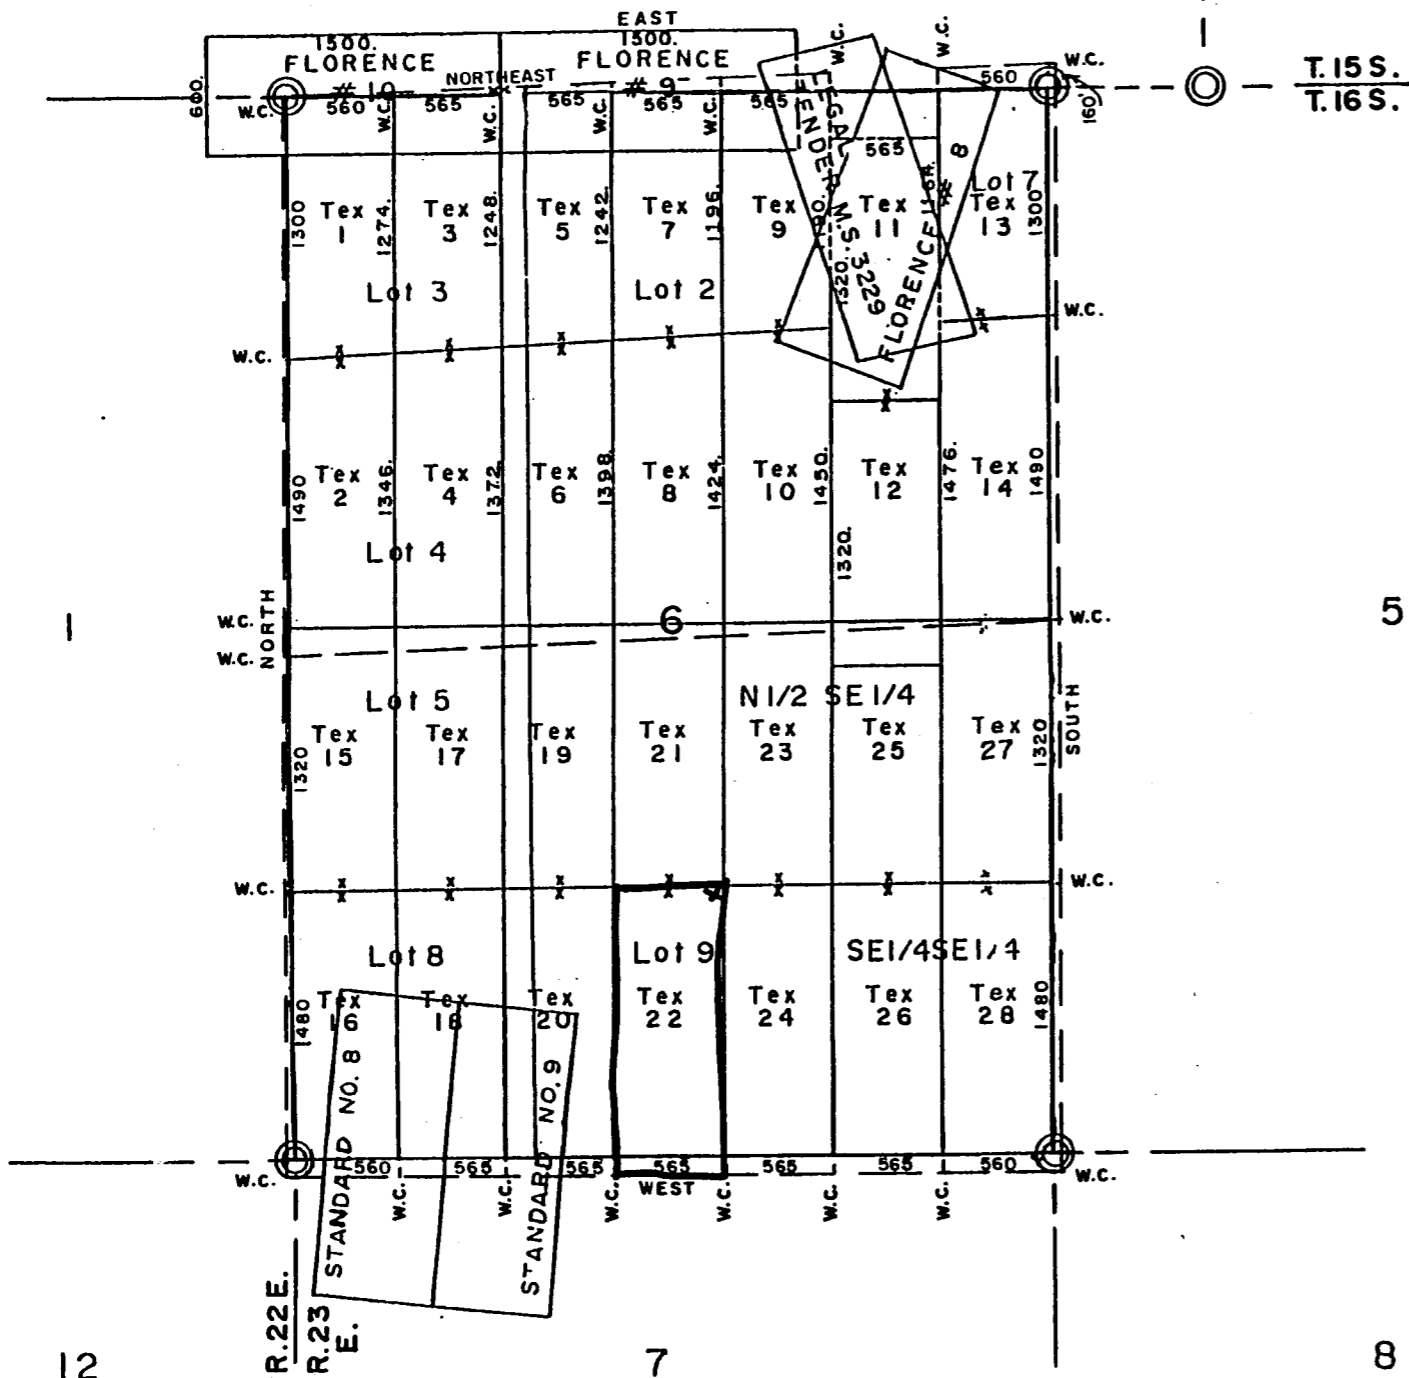 EAST
1500. 1500.
FLORENCE FLORENCE
W.C. W.C.
600. # 10 NORTHEAST # 9 560 W.C.
W.C. 560 W.C. 565 W.C. 565 W.C. 565 W.C. 565 160'
T. 15 S.
T. 16 S.
LEGAL TENDER M.S. 3229
FLORENCE # 8
565
Lot 7
1300 Tex 1274. Tex 1248. Tex 1242. Tex 1196. Tex Tex Tex 1300
1 3 5 7 9 11 13
Lot 3 Lot 2 1320.
W.C.
W.C.
1490 Tex 1346. Tex 1372. Tex 1398. Tex 1424. Tex 1450. Tex 1476. Tex 1490
2 4 6 8 10 12 14
Lot 4 1320.
1 W.C. NORTH 6 W.C. 5
W.C.
Lot 5 N1/2 SE1/4
1320 Tex Tex Tex Tex Tex Tex Tex 1320 SOUTH
15 17 19 21 23 25 27
W.C. W.C.
Lot 8 Lot 9 SE1/4SE1/4
1480 Tex Tex Tex Tex Tex Tex Tex 1480
16 18 20 22 24 26 28
STANDARD NO. 8
STANDARD NO. 9
560 565 565 565 565 565 560
W.C. WEST W.C.
W.C. W.C. W.C. W.C. W.C. W.C.
R.22 E.
R.23 E.
12 7 8